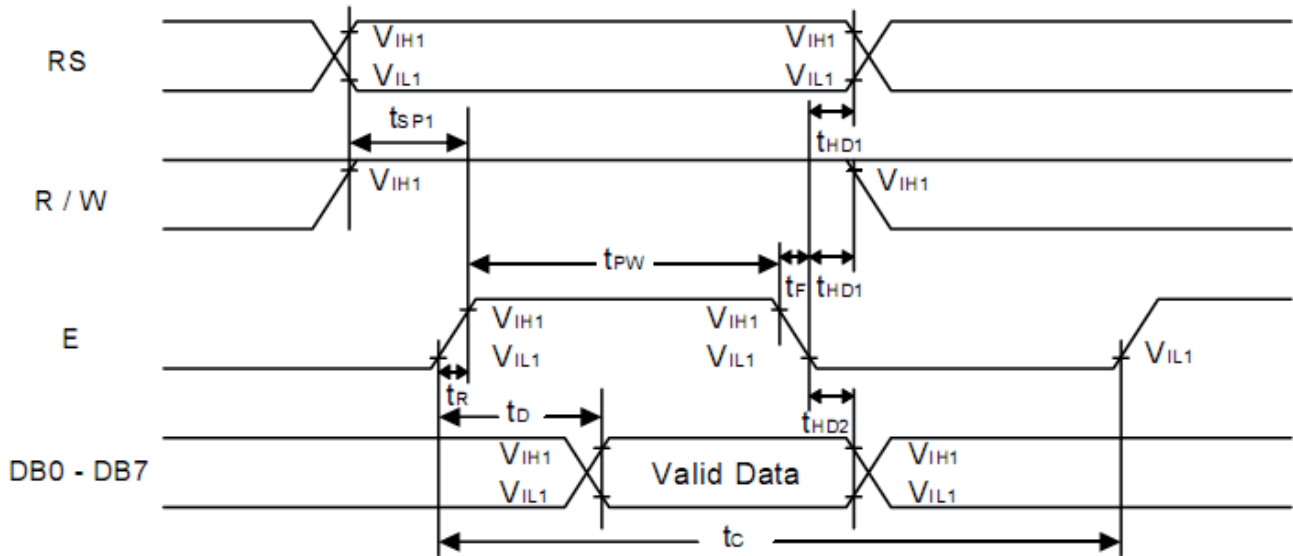 RS
VIH1
VIH1
VIL1
VIL1
tSP1
tHD1
R / W
VIH1
VIH1
tPW
tF
tHD1
E
VIH1
VIH1
VIL1
VIL1
VIL1
tR
tD
tHD2
DB0 - DB7
VIH1
Valid Data
VIH1
VIL1
VIL1
tC